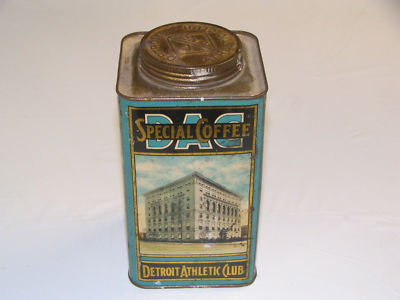 DAC
SPECIAL COFFEE
DETROIT ATHLETIC CLUB